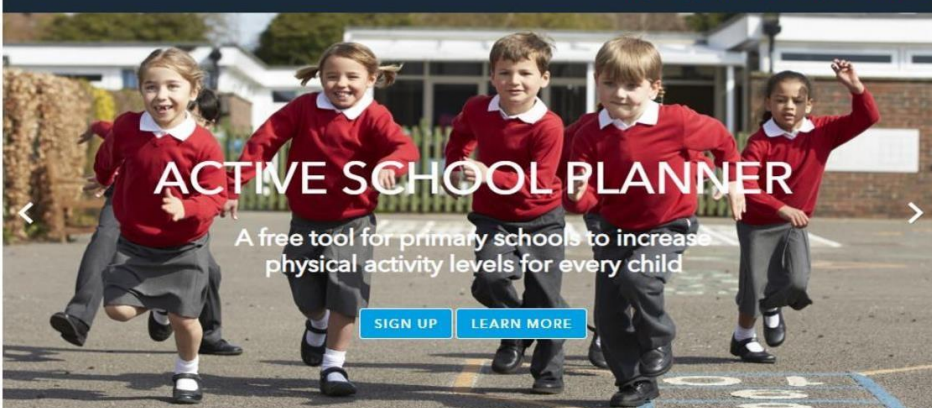 ACTIVE SCHOOL PLANNER
A free tool for primary schools to increase
physical activity levels for every child
SIGN UP
LEARN MORE